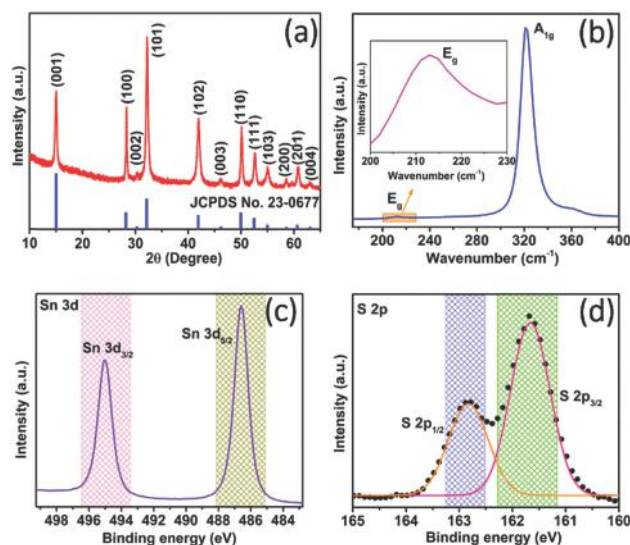 (a)
Intensity (a.u.)
(001)
(100)
(002)
(101)
(102)
(003)
(110)
(111)
(103)
(200)
(201)
(004)
JCPDS No. 23-0677
10 20 30 40 50 60
2θ (Degree)
(b)
Intensity (a.u.)
A1g
Eg
Intensity (a.u.)
200 210 220 230
Wavenumber (cm-1)
Eg
180 240 300 360 400
Wavenumber (cm-1)
(c)
Sn 3d
Intensity (a.u.)
Sn 3d3/2
Sn 3d5/2
498 496 494 492 490 488 486 484
Binding energy (eV)
(d)
S 2p
Intensity (a.u.)
S 2p1/2
S 2p3/2
165 164 163 162 161 160
Binding energy (eV)